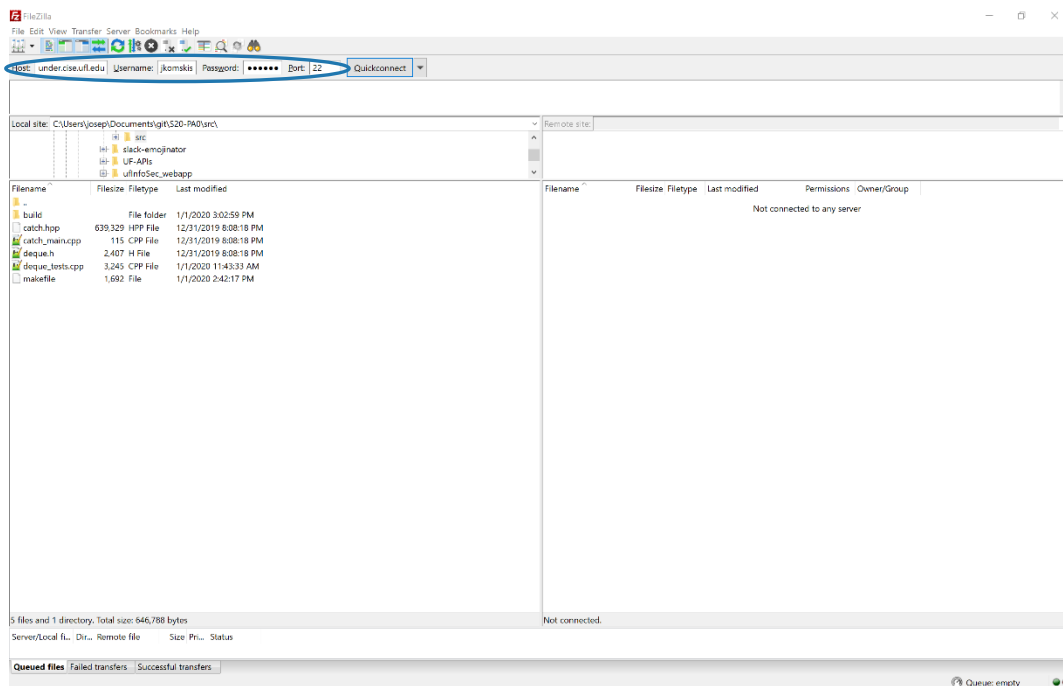 FileZilla
File Edit View Transfer Server Bookmarks Help
Host: under.cise.ufl.edu Username: jkomskis Password: ●●●●●● Port: 22 Quickconnect
Local site: C:\Users\josep\Documents\git\S20-PA0\src\ Remote site:
src
slack-emojinator
UF-APIs
ufInfoSec_webapp
Filename Filesize Filetype Last modified Filename Filesize Filetype Last modified Permissions Owner/Group
..
Not connected to any server
build File folder 1/1/2020 3:02:59 PM
catch.hpp 639,329 HPP File 12/31/2019 8:08:18 PM
catch_main.cpp 115 CPP File 12/31/2019 8:08:18 PM
deque.h 2,407 H File 12/31/2019 8:08:18 PM
deque_tests.cpp 3,245 CPP File 1/1/2020 11:43:33 AM
makefile 1,692 File 1/1/2020 2:42:17 PM
5 files and 1 directory. Total size: 646,788 bytes Not connected.
Server/Local fi... Dir... Remote file Size Pri... Status
Queued files Failed transfers Successful transfers
Queue: empty